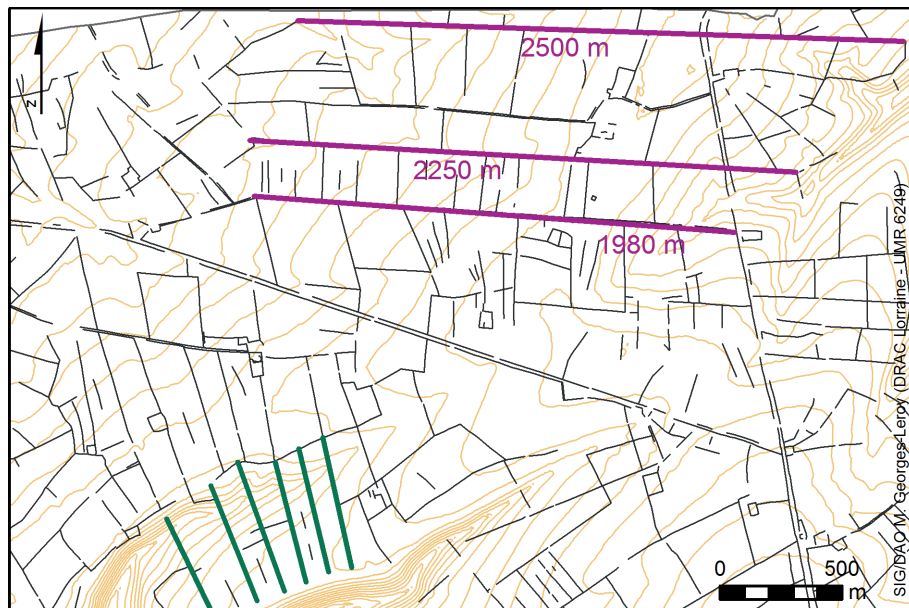 2500 m
N
2250 m
1980 m
0 500
m
SIG/DAO M. Georges-Leroy (DRAC Lorraine - UMR 6249)